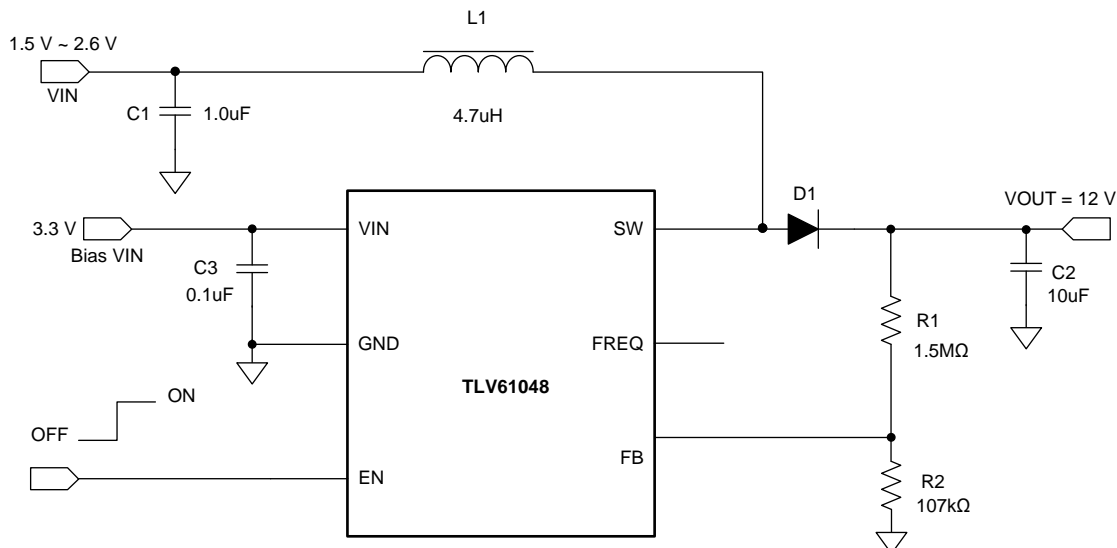 L1
1.5 V ~ 2.6 V
VIN
C1
1.0uF
4.7uH
D1
VOUT = 12 V
3.3 V
Bias VIN
VIN
SW
C3
0.1uF
C2
10uF
R1
1.5MΩ
GND
FREQ
TLV61048
ON
OFF
FB
EN
R2
107kΩ